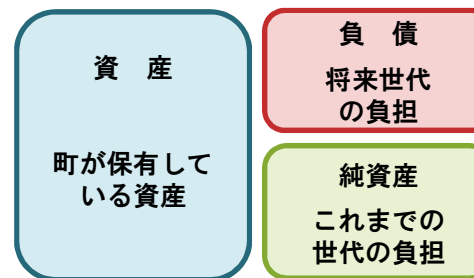 資　産
町が保有して
いる資産
負　債
将来世代
の負担
純資産
これまでの
世代の負担